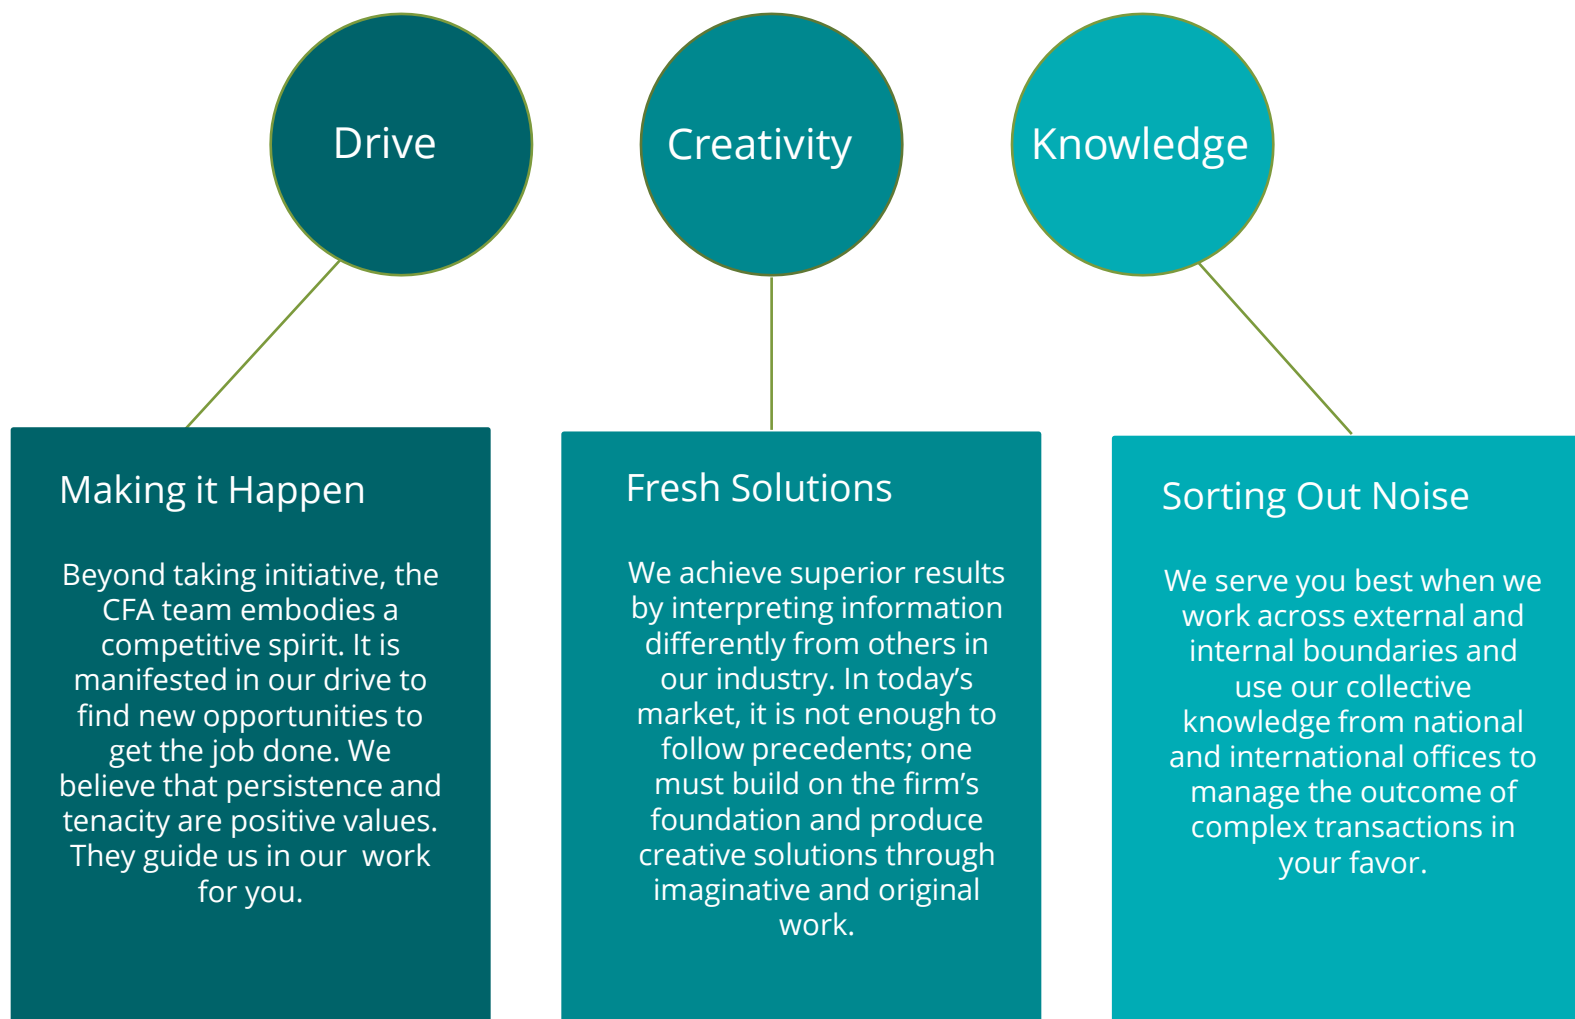 Drive
Creativity
Knowledge
Making it Happen
Beyond taking initiative, the
CFA team embodies a
competitive spirit. It is
manifested in our drive to
find new opportunities to
get the job done. We
believe that persistence and
tenacity are positive values.
They guide us in our  work
for you.
Fresh Solutions
We achieve superior results
by interpreting information
differently from others in
our industry. In today’s
market, it is not enough to
follow precedents; one
must build on the firm’s
foundation and produce
creative solutions through
imaginative and original
work.
Sorting Out Noise
We serve you best when we
work across external and
internal boundaries and
use our collective
knowledge from national
and international offices to
manage the outcome of
complex transactions in
your favor.